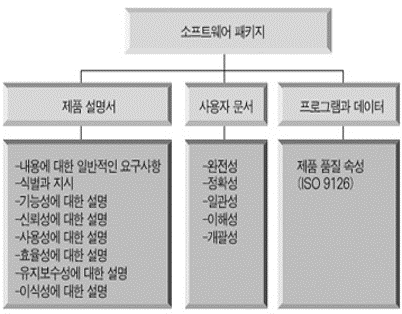 소프트웨어 패키지
제품 설명서
사용자 문서
프로그램과 데이터
-내용에 대한 일반적인 요구사항
-식별과 지시
-기능성에 대한 설명
-신뢰성에 대한 설명
-사용성에 대한 설명
-효율성에 대한 설명
-유지보수성에 대한 설명
-이식성에 대한 설명
-완전성
-정확성
-일관성
-이해성
-개괄성
제품 품질 속성
(ISO 9126)